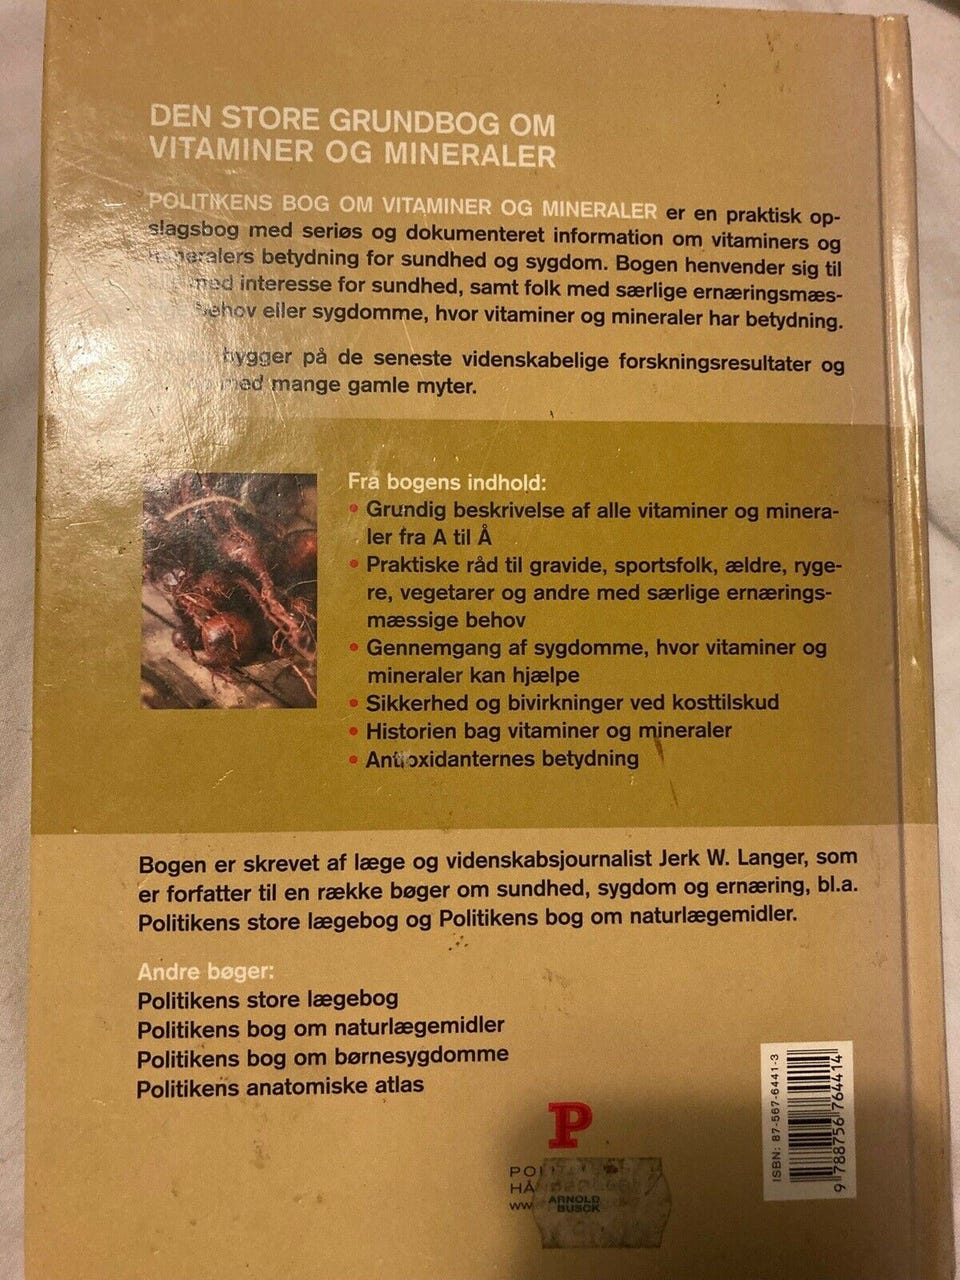 DEN STORE GRUNDBOG OM
VITAMINER OG MINERALER
POLITIKENS BOG OM VITAMINER OG MINERALER er en praktisk op-
slagsbog med seriøs og dokumenteret information om vitaminers og
mineralers betydning for sundhed og sygdom. Bogen henvender sig til
med interesse for sundhed, samt folk med særlige ernæringsmæs-
behov eller sygdomme, hvor vitaminer og mineraler har betydning.
bygger på de seneste videnskabelige forskningsresultater og
med mange gamle myter.
Fra bogens indhold:
• Grundig beskrivelse af alle vitaminer og minera-
ler fra A til Å
• Praktiske råd til gravide, sportsfolk, ældre, ryge-
re, vegetarer og andre med særlige ernærings-
mæssige behov
• Gennemgang af sygdomme, hvor vitaminer og
mineraler kan hjælpe
• Sikkerhed og bivirkninger ved kosttilskud
• Historien bag vitaminer og mineraler
• Antioxidanternes betydning
Bogen er skrevet af læge og videnskabsjournalist Jerk W. Langer, som
er forfatter til en række bøger om sundhed, sygdom og ernæring, bl.a.
Politikens store lægebog og Politikens bog om naturlægemidler.
Andre bøger:
Politikens store lægebog
Politikens bog om naturlægemidler
Politikens bog om børnesygdomme
Politikens anatomiske atlas
P
ARNOLD
BUSCK
ISBN: 87-567-6441-3
9 788756 764414